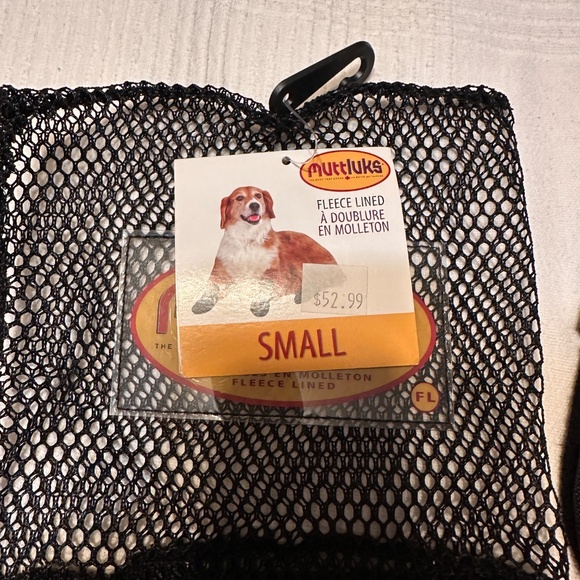 muttluks
FLEECE LINED
À DOUBLURE
EN MOLLETON
$52.99
SMALL
THE
EN MOLLETON
FLEECE LINED
FL